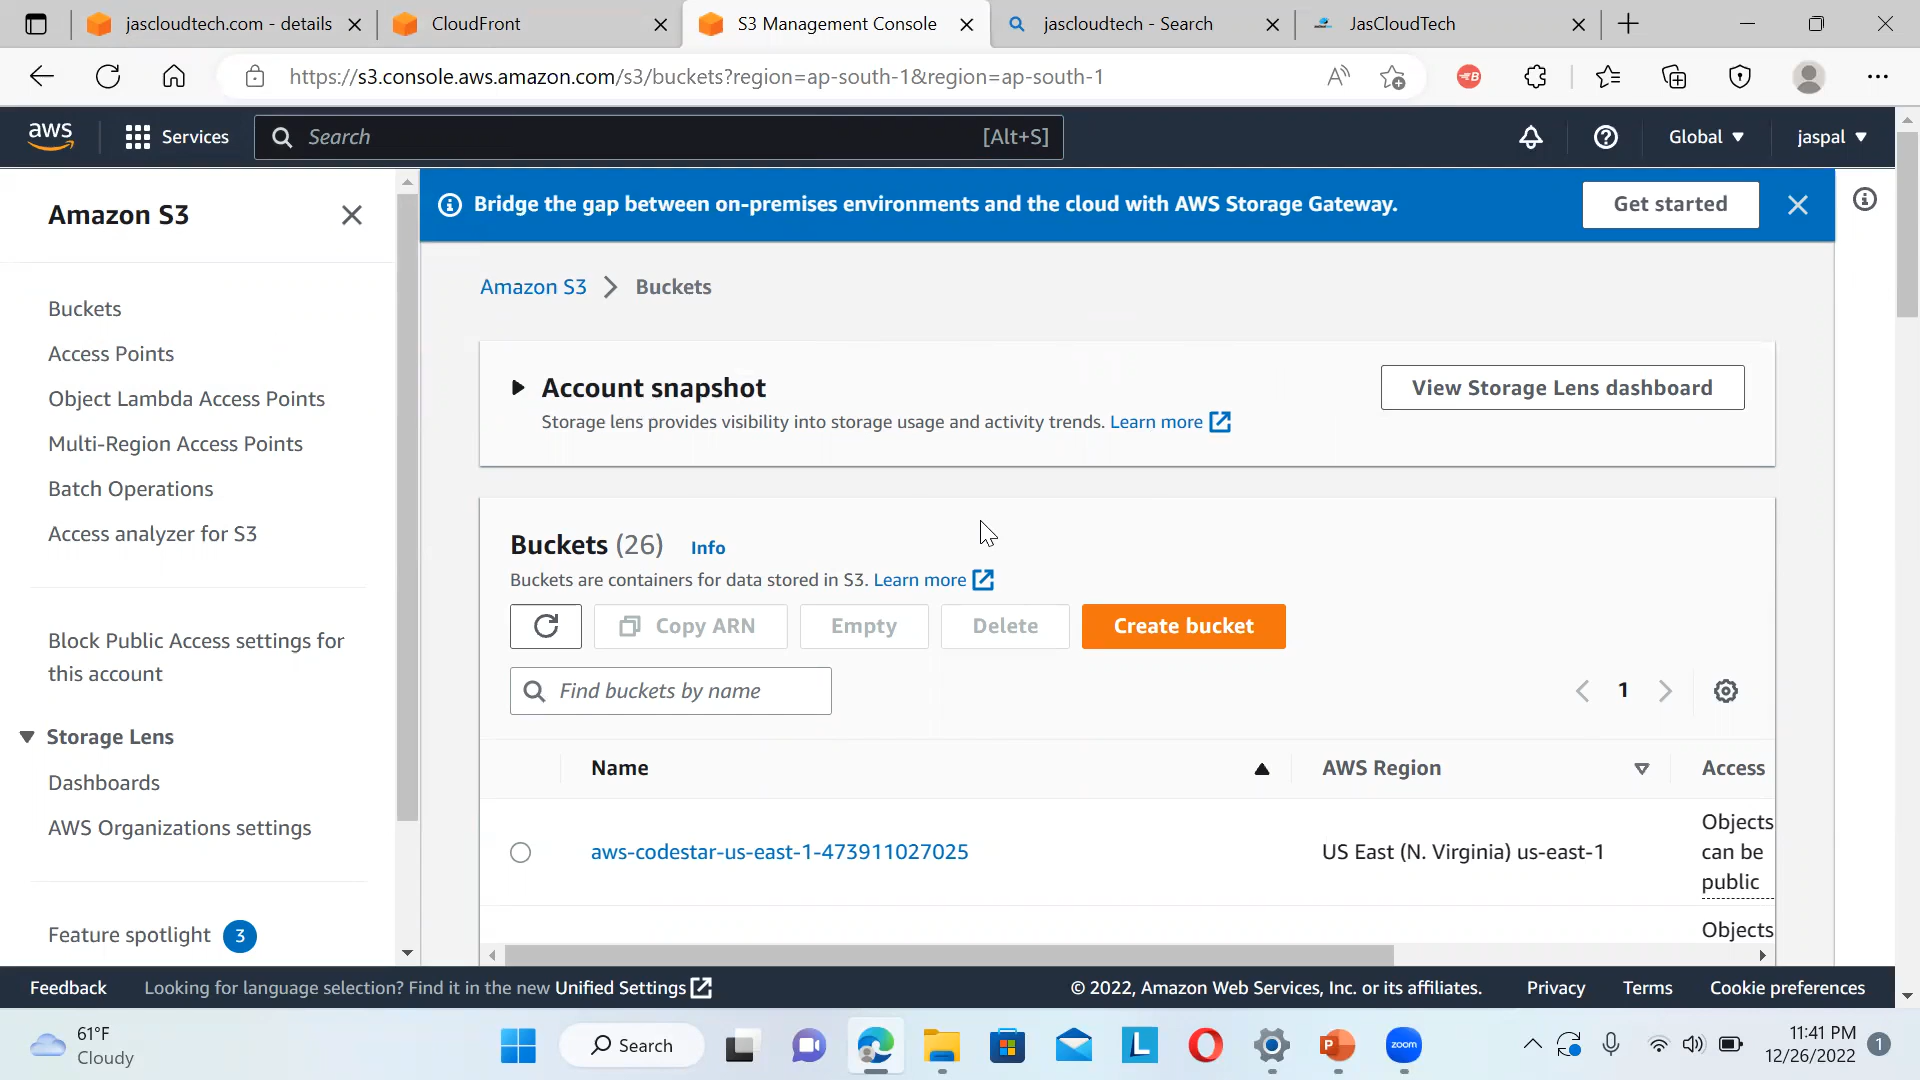 jascloudtech.com - details
CloudFront
S3 Management Console
jascloudtech - Search
JasCloudTech
https://s3.console.aws.amazon.com/s3/buckets?region=ap-south-1&region=ap-south-1
aws
Services
Search
[Alt+S]
Global
jaspal
Amazon S3
Bridge the gap between on-premises environments and the cloud with AWS Storage Gateway.
Get started
Buckets
Access Points
Object Lambda Access Points
Multi-Region Access Points
Batch Operations
Access analyzer for S3
Block Public Access settings for
this account
Storage Lens
Dashboards
AWS Organizations settings
Feature spotlight 3
Amazon S3 > Buckets
Account snapshot
Storage lens provides visibility into storage usage and activity trends. Learn more
View Storage Lens dashboard
Buckets (26) Info
Buckets are containers for data stored in S3. Learn more
Copy ARN
Empty
Delete
Create bucket
Find buckets by name
1
Name
AWS Region
Access
aws-codestar-us-east-1-473911027025
US East (N. Virginia) us-east-1
Objects
can be
public
Objects
Feedback
Looking for language selection? Find it in the new Unified Settings
© 2022, Amazon Web Services, Inc. or its affiliates.
Privacy
Terms
Cookie preferences
61°F
Cloudy
Search
L
P
zoom
11:41 PM
12/26/2022
1